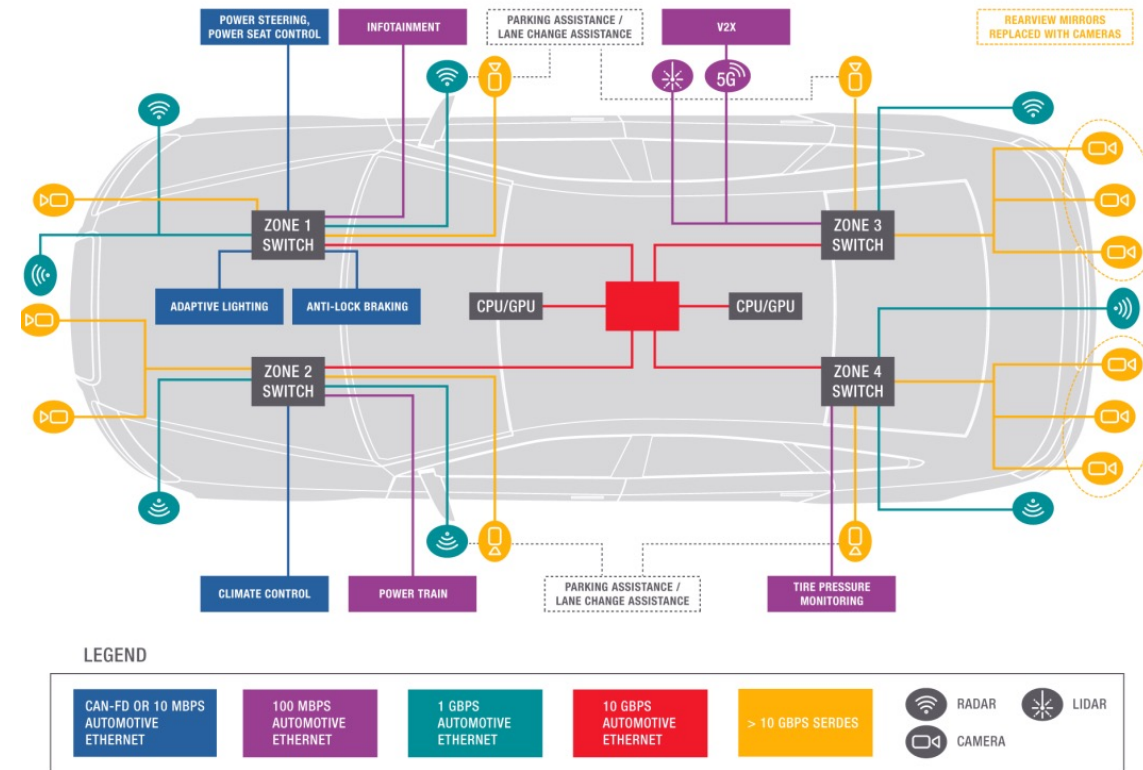 POWER STEERING,
POWER SEAT CONTROL
INFOTAINMENT
PARKING ASSISTANCE /
LANE CHANGE ASSISTANCE
V2X
REARVIEW MIRRORS
REPLACED WITH CAMERAS
5G
ZONE 1
SWITCH
ZONE 3
SWITCH
ADAPTIVE LIGHTING
ANTI-LOCK BRAKING
CPU/GPU
CPU/GPU
ZONE 2
SWITCH
ZONE 4
SWITCH
CLIMATE CONTROL
POWER TRAIN
PARKING ASSISTANCE /
LANE CHANGE ASSISTANCE
TIRE PRESSURE
MONITORING
LEGEND
CAN-FD OR 10 MBPS
AUTOMOTIVE
ETHERNET
100 MBPS
AUTOMOTIVE
ETHERNET
1 GBPS
AUTOMOTIVE
ETHERNET
10 GBPS
AUTOMOTIVE
ETHERNET
> 10 GBPS SERDES
RADAR
LIDAR
CAMERA